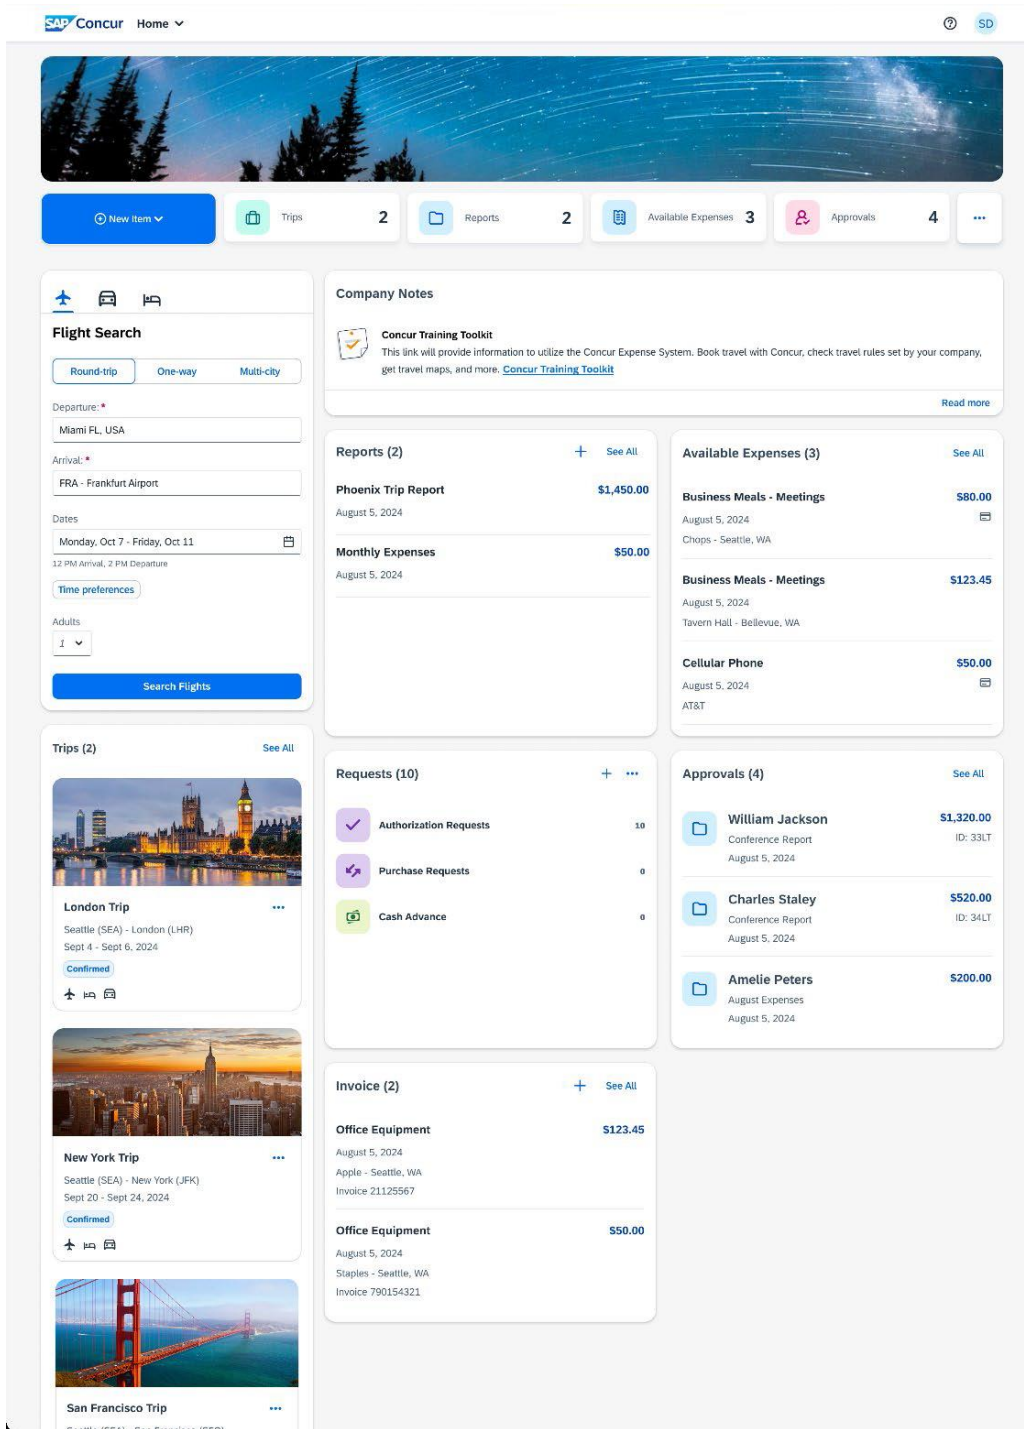 SAP Concur Home
SD
New Item
Trips 2
Reports 2
Available Expenses 3
Approvals 4
Flight Search
Round-trip One-way Multi-city
Departure: *
Miami FL, USA
Arrival: *
FRA - Frankfurt Airport
Dates
Monday, Oct 7 - Friday, Oct 11
12 PM Arrival, 2 PM Departure
Time preferences
Adults
1
Search Flights
Company Notes
Concur Training Toolkit
This link will provide information to utilize the Concur Expense System. Book travel with Concur, check travel rules set by your company,
get travel maps, and more. Concur Training Toolkit
Read more
Reports (2) + See All
Phoenix Trip Report $1,450.00
August 5, 2024
Monthly Expenses $50.00
August 5, 2024
Available Expenses (3) See All
Business Meals - Meetings $80.00
August 5, 2024
Chops - Seattle, WA
Business Meals - Meetings $123.45
August 5, 2024
Tavern Hall - Bellevue, WA
Cellular Phone $50.00
August 5, 2024
AT&T
Trips (2) See All
London Trip
Seattle (SEA) - London (LHR)
Sept 4 - Sept 6, 2024
Confirmed
New York Trip
Seattle (SEA) - New York (JFK)
Sept 20 - Sept 24, 2024
Confirmed
San Francisco Trip
Requests (10) +
Authorization Requests 10
Purchase Requests 0
Cash Advance 0
Approvals (4) See All
William Jackson $1,320.00
Conference Report ID: 33LT
August 5, 2024
Charles Staley $520.00
Conference Report ID: 34LT
August 5, 2024
Amelie Peters $200.00
August Expenses
August 5, 2024
Invoice (2) + See All
Office Equipment $123.45
August 5, 2024
Apple - Seattle, WA
Invoice 21125567
Office Equipment $50.00
August 5, 2024
Staples - Seattle, WA
Invoice 790154321